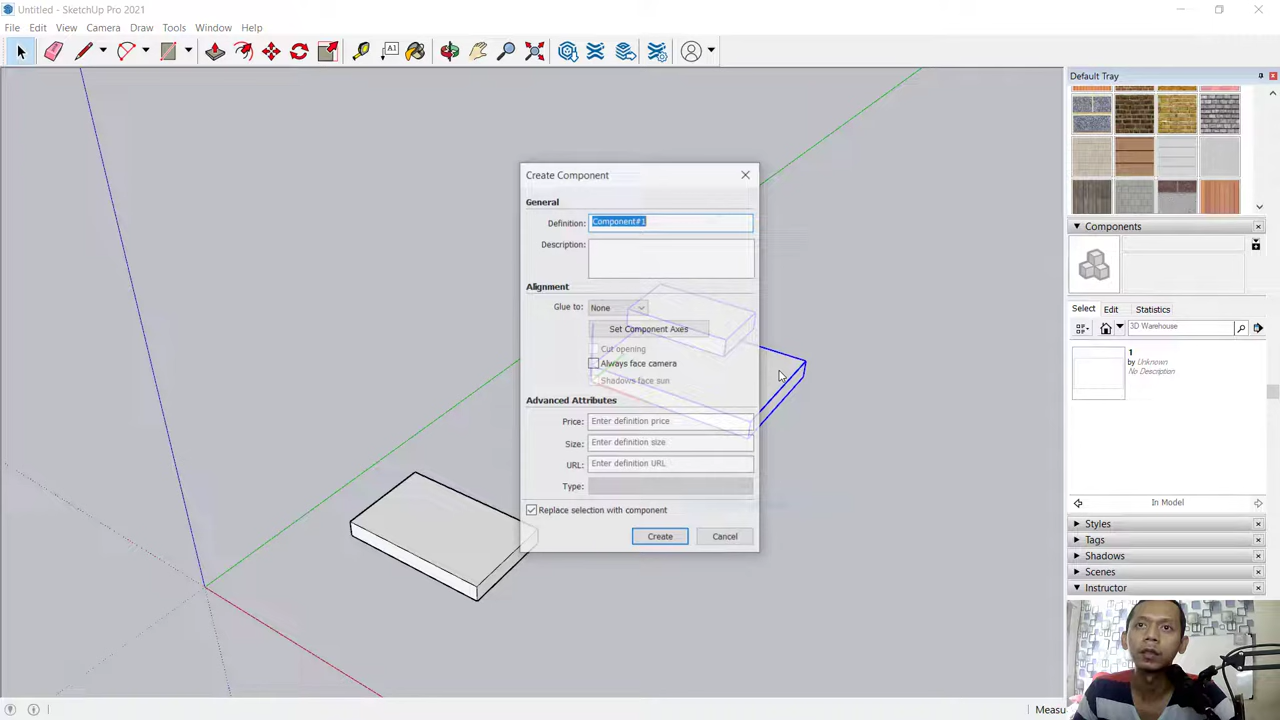 Untitled - SketchUp Pro 2021
File Edit View Camera Draw Tools Window Help
Default Tray
Create Component
General
Definition: Component#1
Description:
Alignment
Glue to: None
Set Component Axes
Cut opening
Always face camera
Shadows face sun
Advanced Attributes
Price: Enter definition price
Size: Enter definition size
URL: Enter definition URL
Type:
Replace selection with component
Create Cancel
Components
Select Edit Statistics
3D Warehouse
1
by Unknown
No Description
In Model
Styles
Tags
Shadows
Scenes
Instructor
Measu